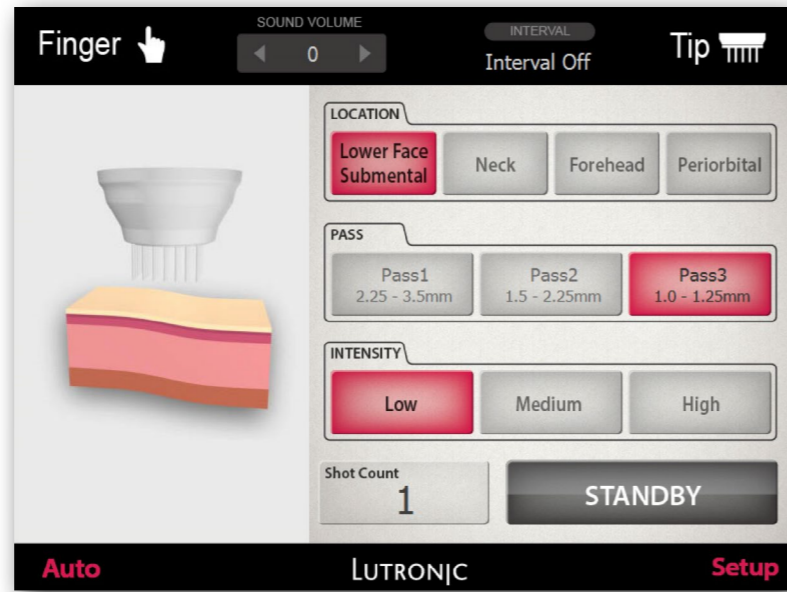 Finger
SOUND VOLUME
0
INTERVAL
Interval Off
Tip
LOCATION
Lower Face
Submental
Neck
Forehead
Periorbital
PASS
Pass1
2.25 - 3.5mm
Pass2
1.5 - 2.25mm
Pass3
1.0 - 1.25mm
INTENSITY
Low
Medium
High
Shot Count
1
STANDBY
Auto
LUTRONIC
Setup